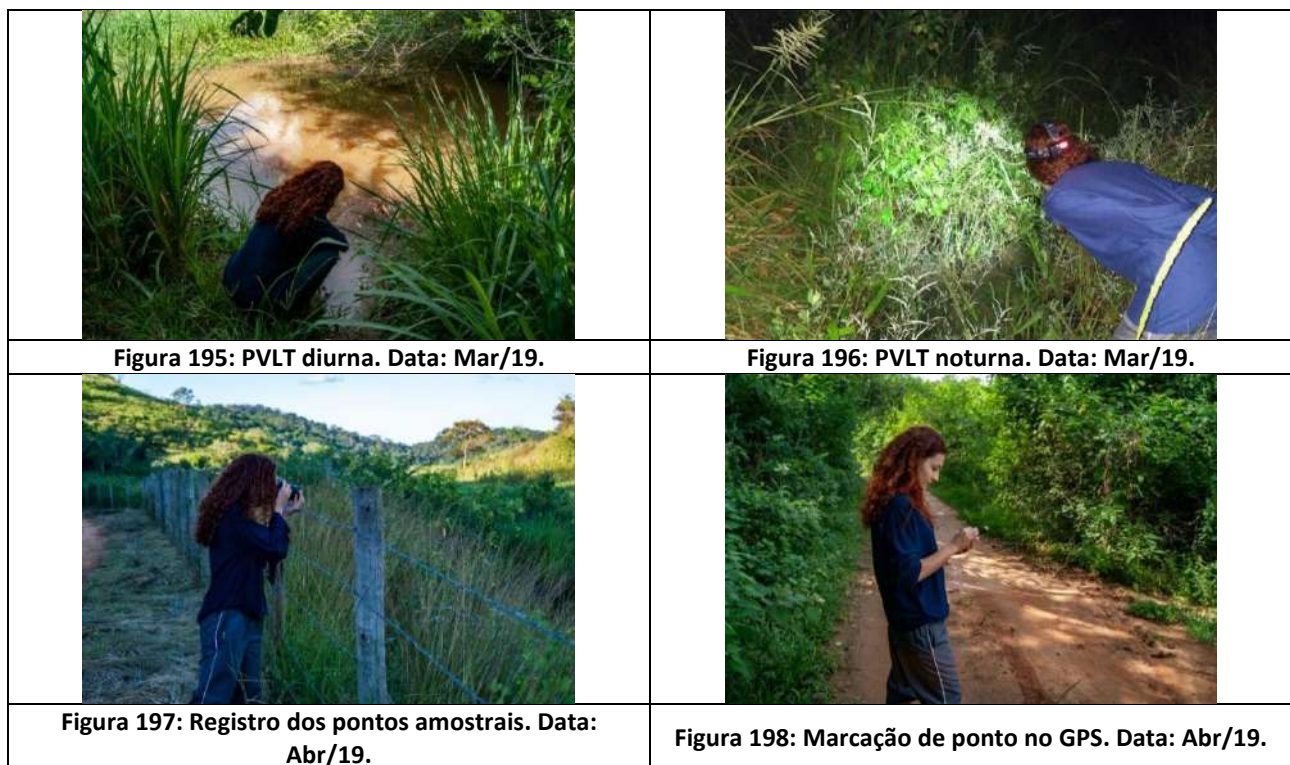 Figura 195: PVLT diurna. Data: Mar/19.
Figura 196: PVLT noturna. Data: Mar/19.
Figura 197: Registro dos pontos amostrais. Data:
Abr/19.
Figura 198: Marcação de ponto no GPS. Data: Abr/19.